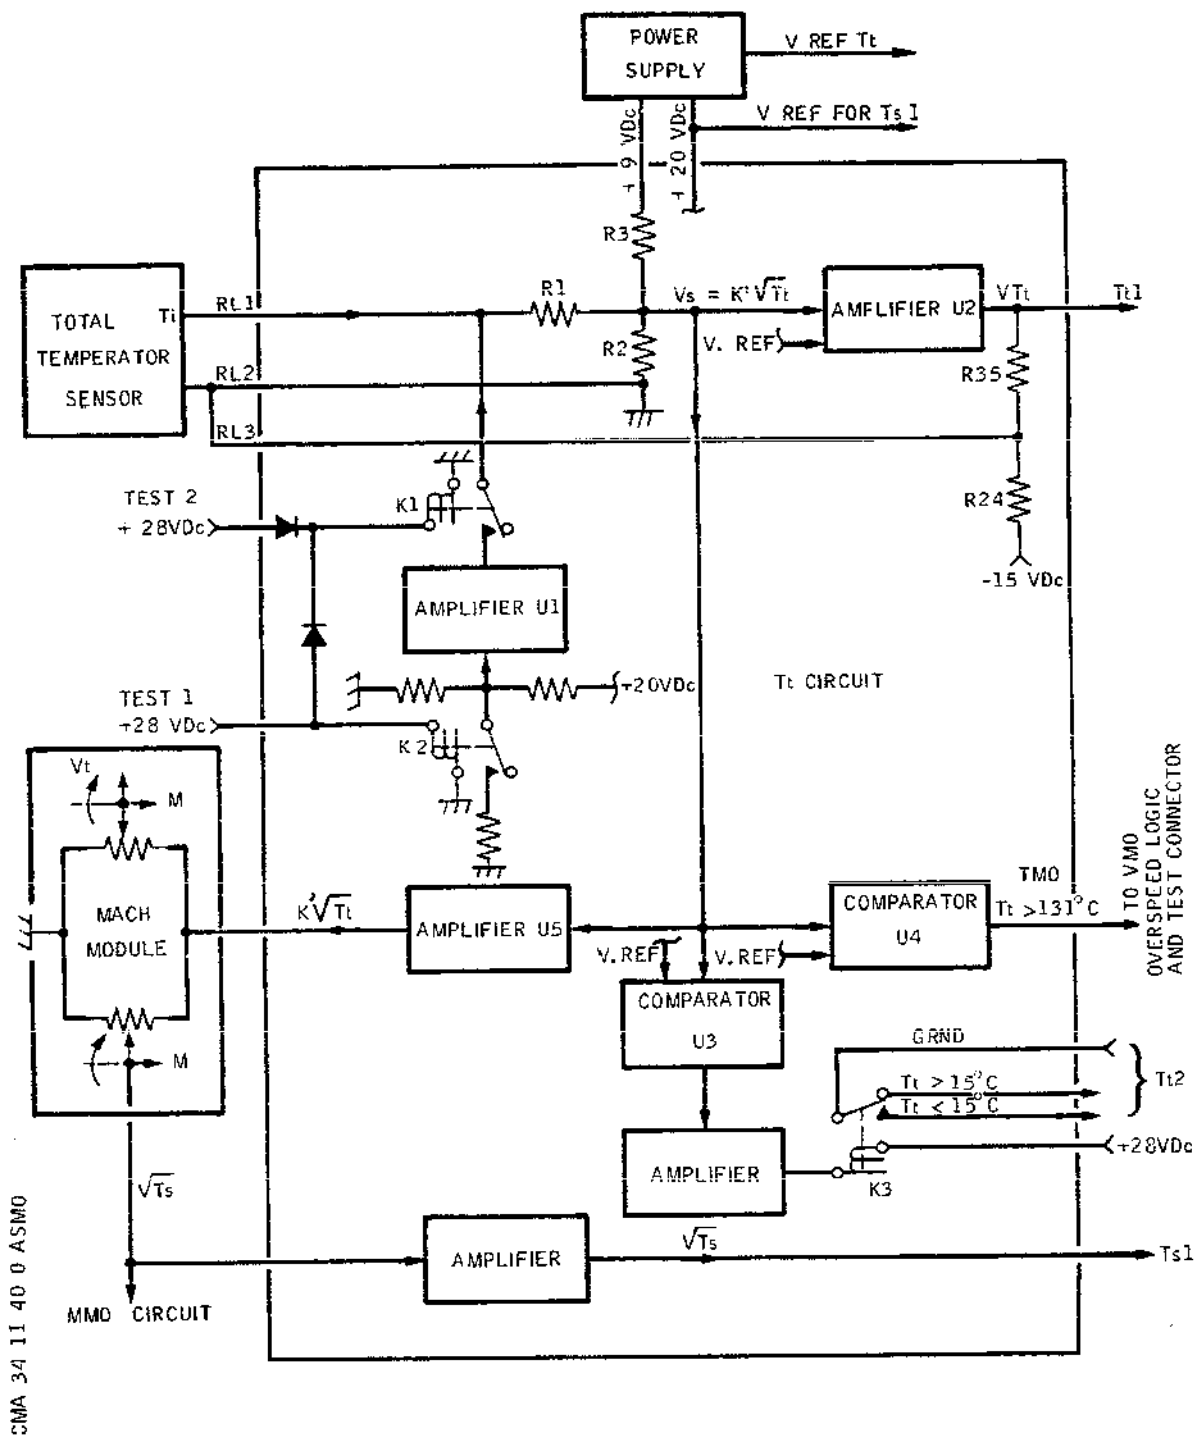 POWER
SUPPLY
V REF Tt
V REF FOR Ts1
+ 9 VDc
+ 20 VDc
R3
TOTAL
TEMPERATOR
SENSOR
Ti
RL1
R1
Vs = K'√Tt
AMFLIFIER U2
VTt
Tt1
V. REF
R2
RL2
R35
RL3
TEST 2
+ 28VDc
K1
R24
-15 VDc
AMPLIFIER U1
+20VDc
Tt CIRCUIT
TEST 1
+28 VDc
K2
Vt
M
MACH
MODULE
M
K'√Tt
AMPLIFIER U5
V.REF
V.REF
COMPARATOR
U4
TMO
Tt >131°C
TO VMO
OVERSPEED LOGIC
AND TEST CONNECTOR
COMPARATOR
U3
GRND
Tt > 15°C
Tt < 15°C
Tt2
+28VDc
K3
AMPLIFIER
√Ts
AMPLIFIER
√Ts
Ts1
MMO CIRCUIT
CMA 34 11 40 0 ASM0